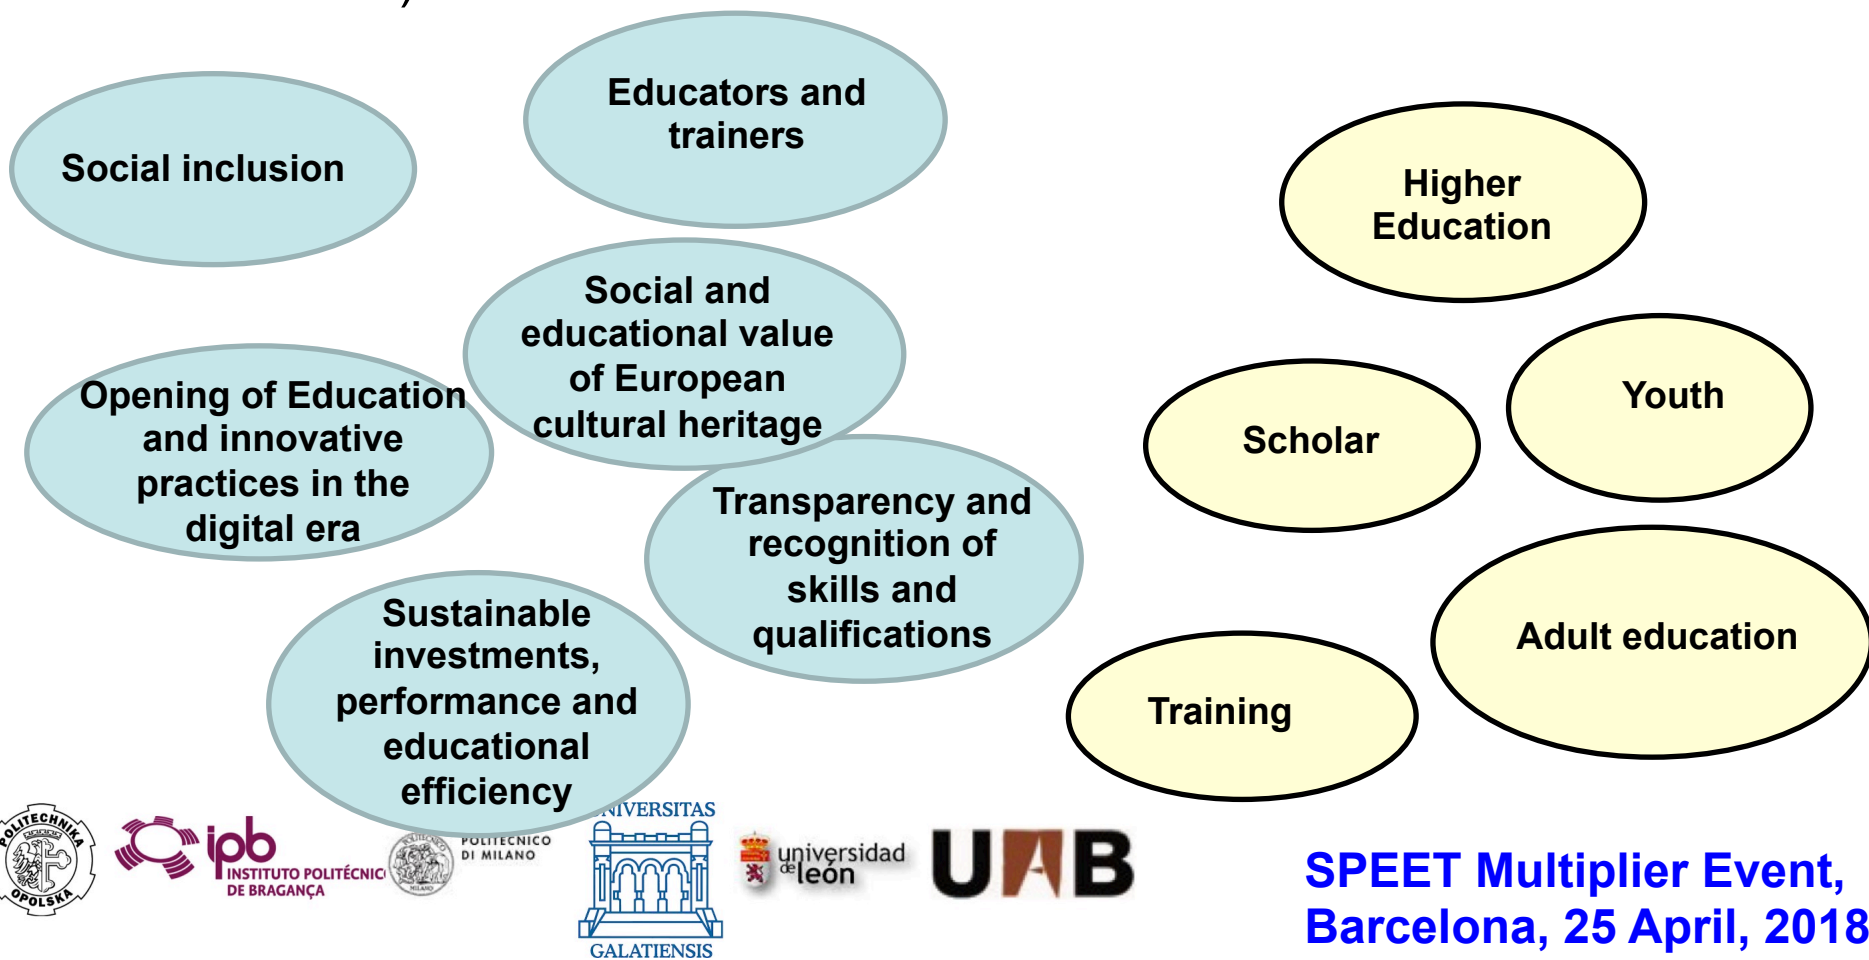 Educators and
trainers
Social inclusion
Social and
educational value
of European
cultural heritage
Opening of Education
and innovative
practices in the
digital era
Transparency and
recognition of
skills and
qualifications
Sustainable
investments,
performance and
educational
efficiency
Higher
Education
Youth
Scholar
Adult education
Training
POLITECHNIKA
OPOLSKA
ipb
INSTITUTO POLITÉCNIC
DE BRAGANÇA
POLITECNICO
DI MILANO
NIVERSITAS
GALATIENSIS
universidad
de león
UAB
SPEET Multiplier Event,
Barcelona, 25 April, 2018